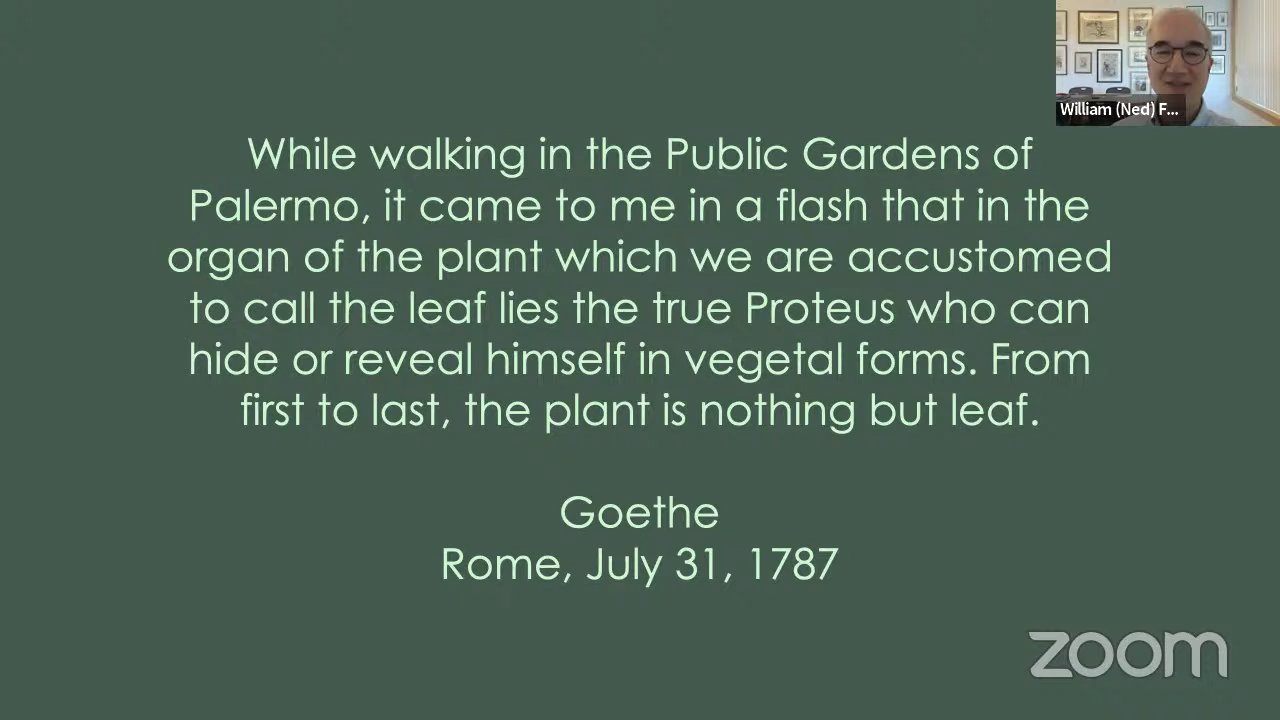 William (Ned) F...
While walking in the Public Gardens of
Palermo, it came to me in a flash that in the
organ of the plant which we are accustomed
to call the leaf lies the true Proteus who can
hide or reveal himself in vegetal forms. From
first to last, the plant is nothing but leaf.
Goethe
Rome, July 31, 1787
zoom